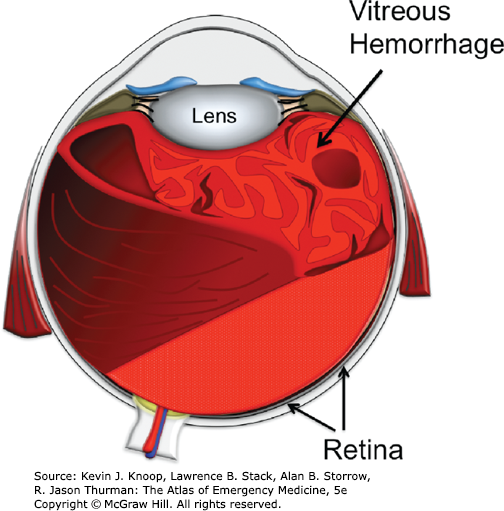 Vitreous
Hemorrhage
Lens
Retina
Source: Kevin J. Knoop, Lawrence B. Stack, Alan B. Storrow,
R. Jason Thurman: The Atlas of Emergency Medicine, 5e
Copyright © McGraw Hill. All rights reserved.